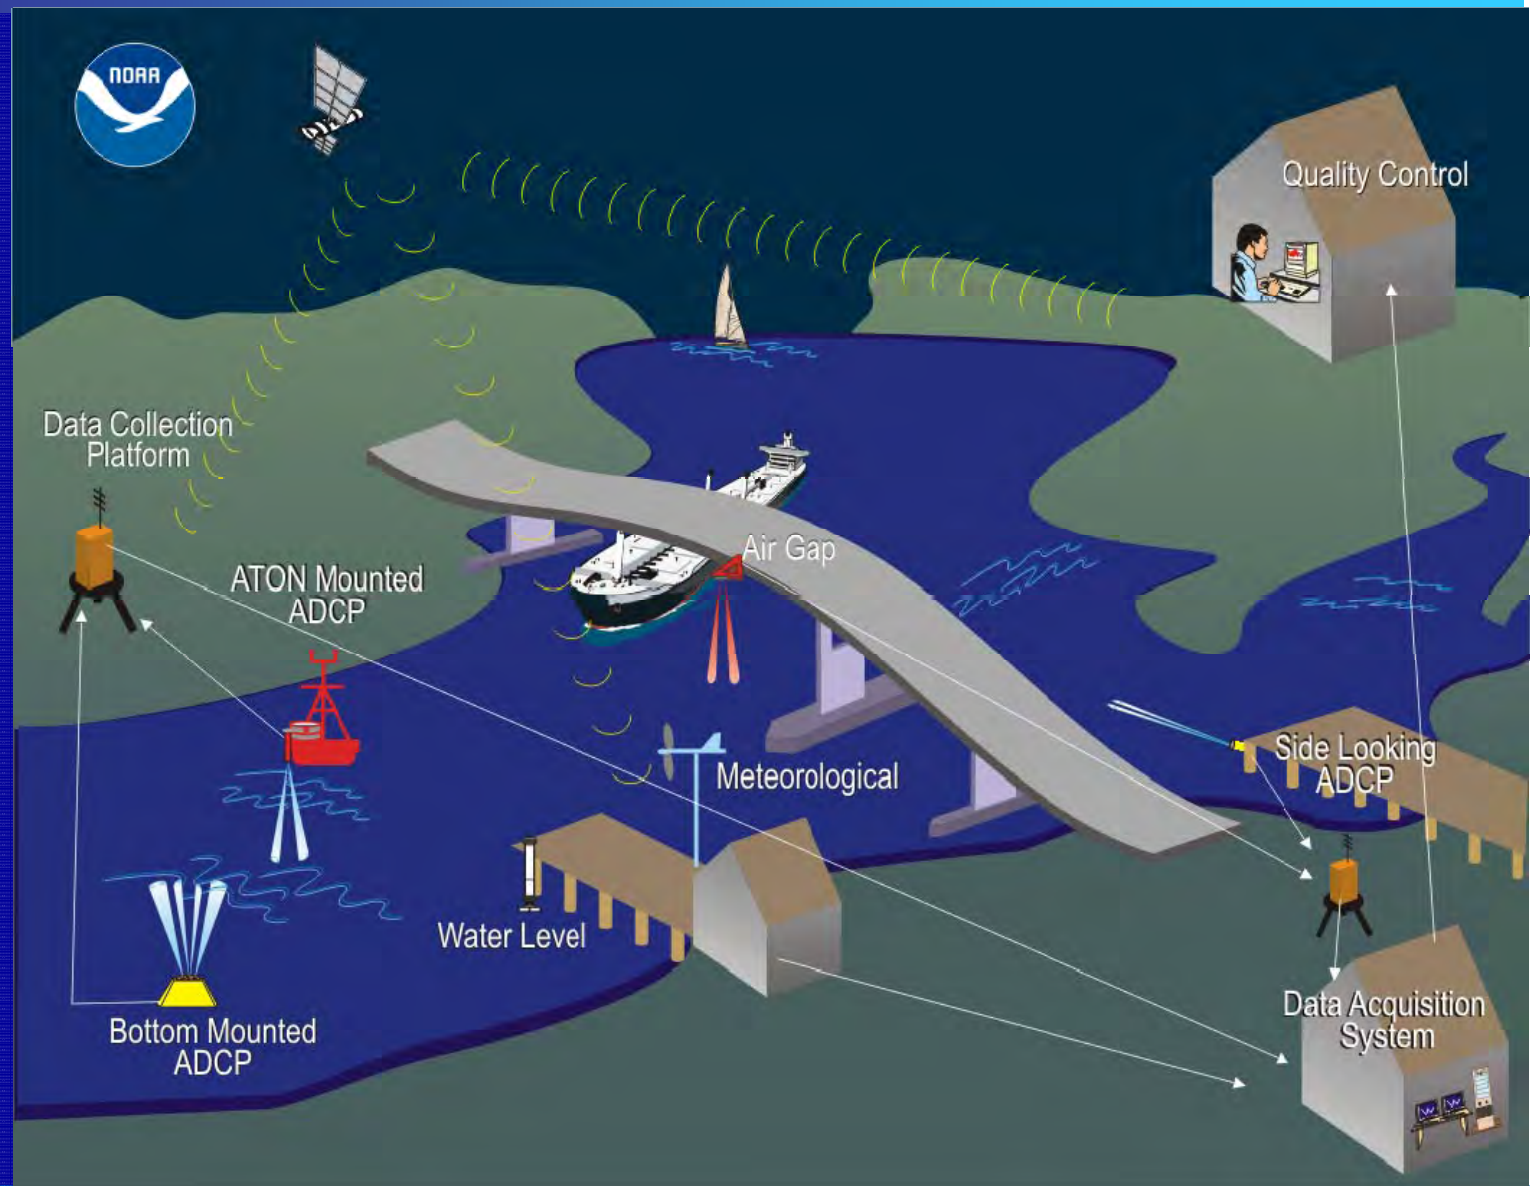 NOAA
Quality Control
Data Collection
Platform
Air Gap
ATON Mounted
ADCP
Side Looking
ADCP
Meteorological
Water Level
Data Acquisition
System
Bottom Mounted
ADCP